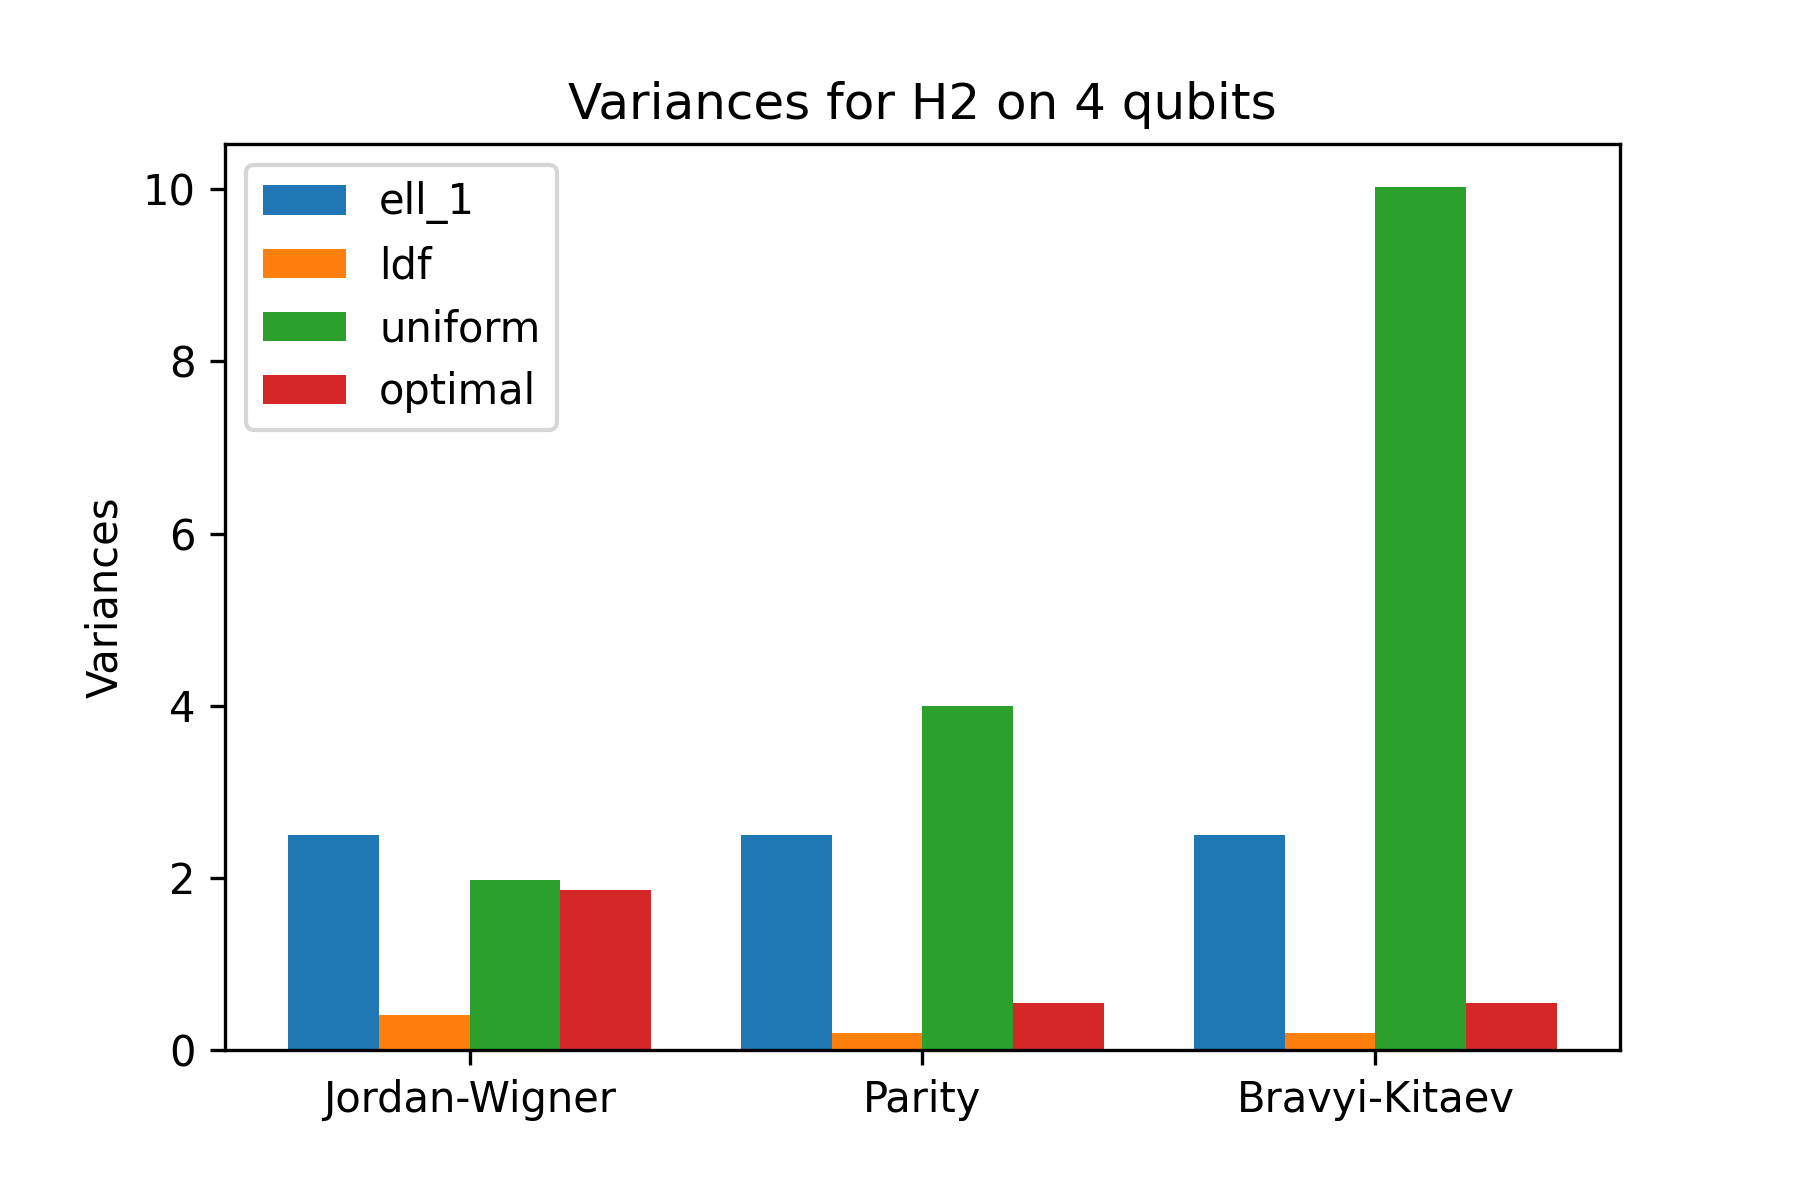 Variances for H2 on 4 qubits
ell_1
ldf
uniform
optimal
Variances
10
8
6
4
2
0
Jordan-Wigner Parity Bravyi-Kitaev